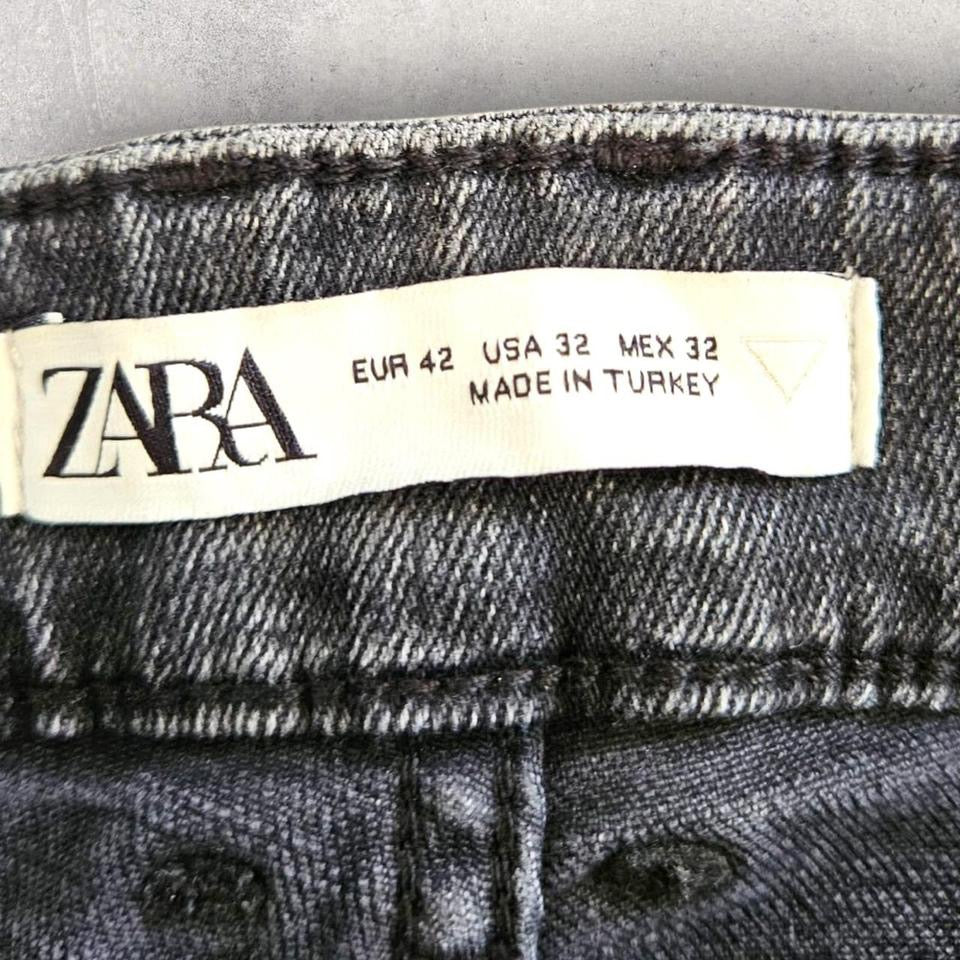 ZARA
EUR 42 USA 32 MEX 32
MADE IN TURKEY